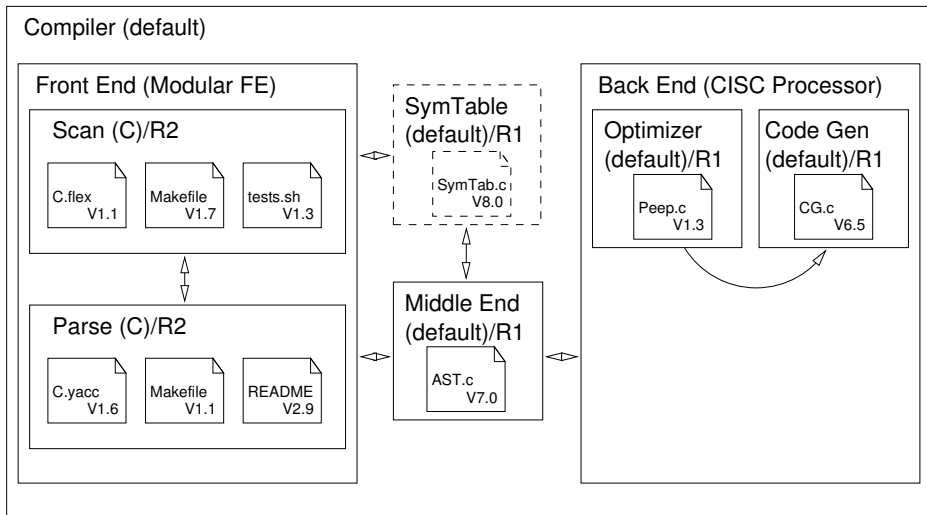 Compiler (default)
Front End (Modular FE)
Scan (C)/R2
C.flex
V1.1
Makefile
V1.7
tests.sh
V1.3
Parse (C)/R2
C.yacc
V1.6
Makefile
V1.1
README
V2.9
SymTable
(default)/R1
SymTab.c
V8.0
Middle End
(default)/R1
AST.c
V7.0
Back End (CISC Processor)
Optimizer
(default)/R1
Peep.c
V1.3
Code Gen
(default)/R1
CG.c
V6.5